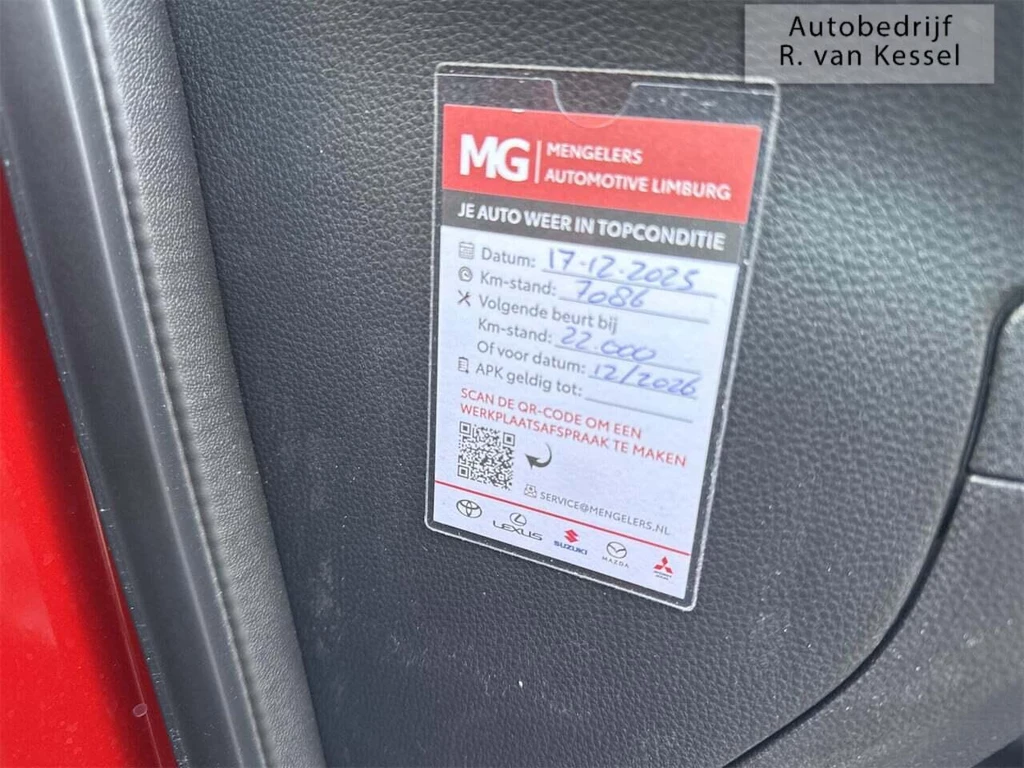 Autobedrijf
R. van Kessel
MG MENGELERS
AUTOMOTIVE LIMBURG
JE AUTO WEER IN TOPCONDITIE
Datum: 17-12-2025
Km-stand: 7086
Volgende beurt bij
Km-stand: 22.000
Of voor datum: 12/2026
APK geldig tot:
SCAN DE QR-CODE OM EEN
WERKPLAATSAFSPRAAK TE MAKEN
SERVICE@MENGELERS.NL
LEXUS
SUZUKI
MAZDA